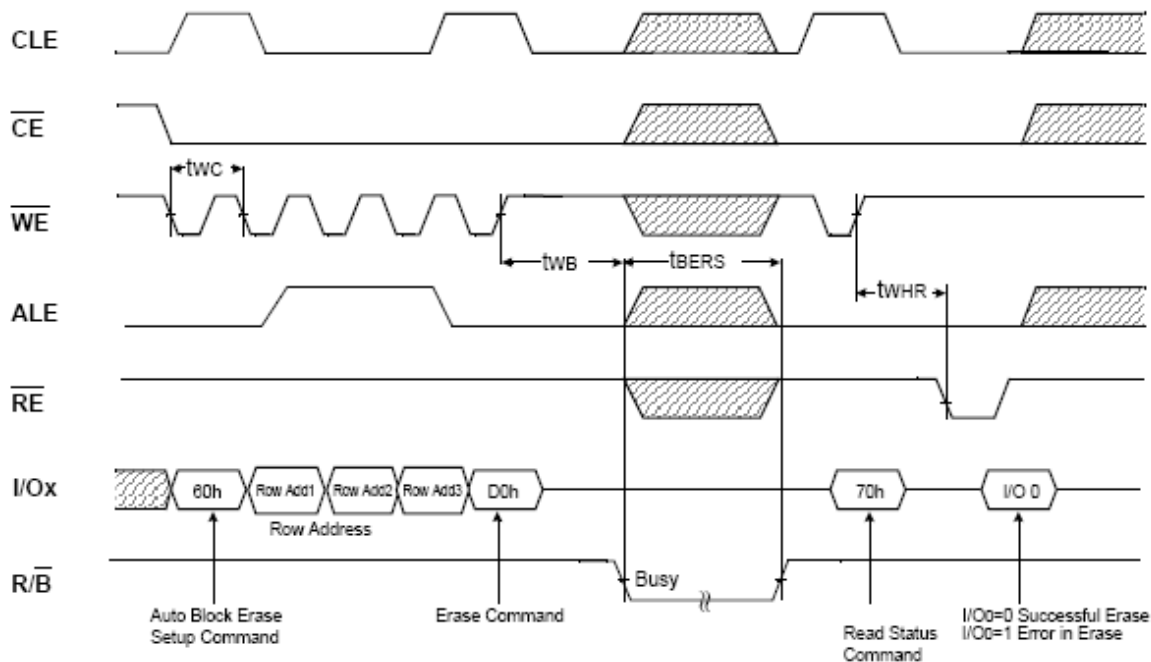 CLE
CE
tWC
WE
tWB
tBERS
tWHR
ALE
RE
I/Ox
60h
Row Add1
Row Add2
Row Add3
D0h
70h
I/O 0
Row Address
R/B
Busy
Auto Block Erase
Setup Command
Erase Command
Read Status
Command
I/O0=0 Successful Erase
I/O0=1 Error in Erase